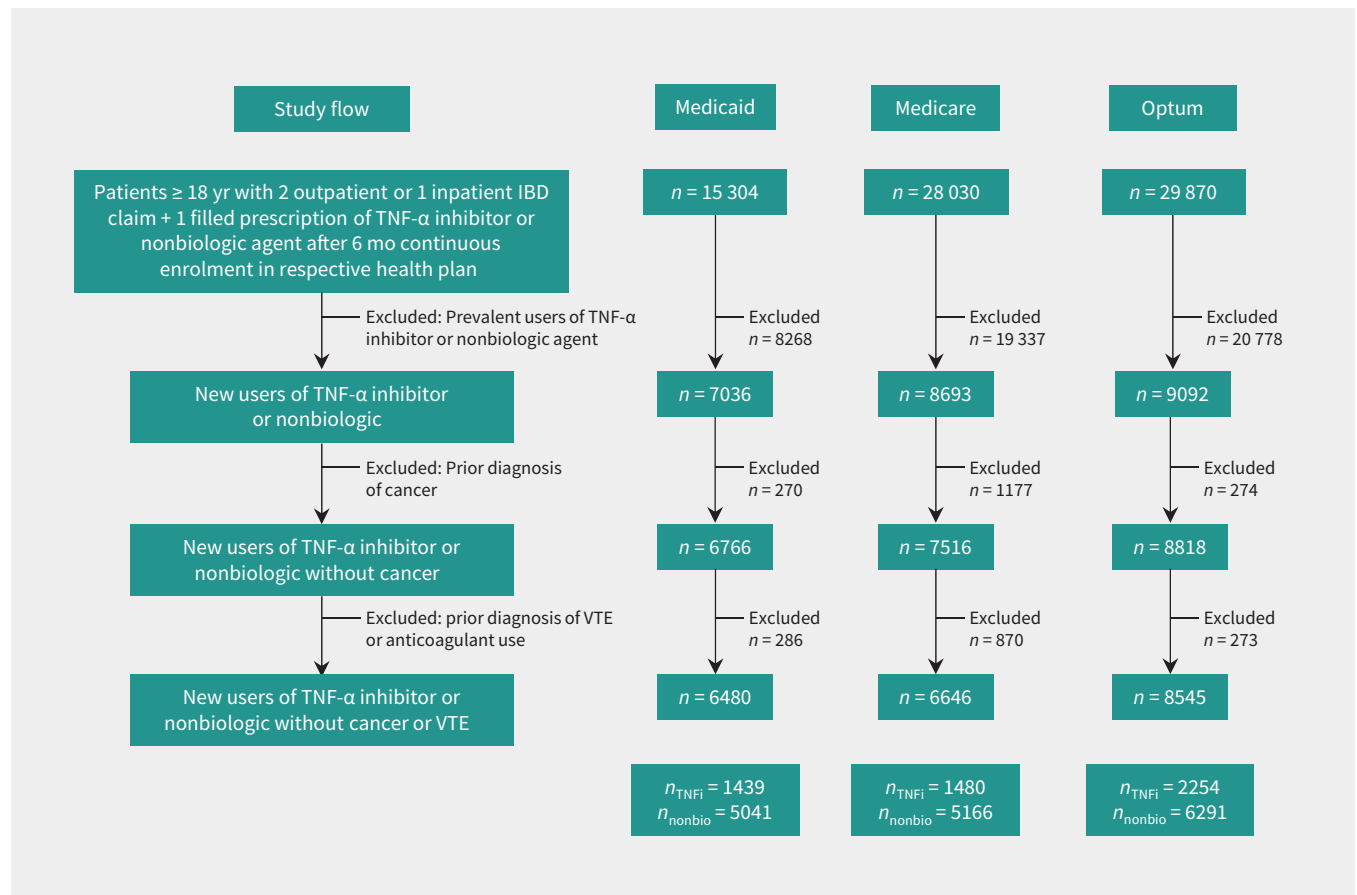 Study flow
Medicaid
Medicare
Optum
Patients ≥ 18 yr with 2 outpatient or 1 inpatient IBD
claim + 1 filled prescription of TNF-α inhibitor or
nonbiologic agent after 6 mo continuous
enrolment in respective health plan
n = 15 304
n = 28 030
n = 29 870
Excluded: Prevalent users of TNF-α
inhibitor or nonbiologic agent
Excluded
n = 8268
Excluded
n = 19 337
Excluded
n = 20 778
New users of TNF-α inhibitor
or nonbiologic
n = 7036
n = 8693
n = 9092
Excluded: Prior diagnosis
of cancer
Excluded
n = 270
Excluded
n = 1177
Excluded
n = 274
New users of TNF-α inhibitor or
nonbiologic without cancer
n = 6766
n = 7516
n = 8818
Excluded: prior diagnosis of VTE
or anticoagulant use
Excluded
n = 286
Excluded
n = 870
Excluded
n = 273
New users of TNF-α inhibitor or
nonbiologic without cancer or VTE
n = 6480
n = 6646
n = 8545
nTNFi = 1439
nnonbio = 5041
nTNFi = 1480
nnonbio = 5166
nTNFi = 2254
nnonbio = 6291